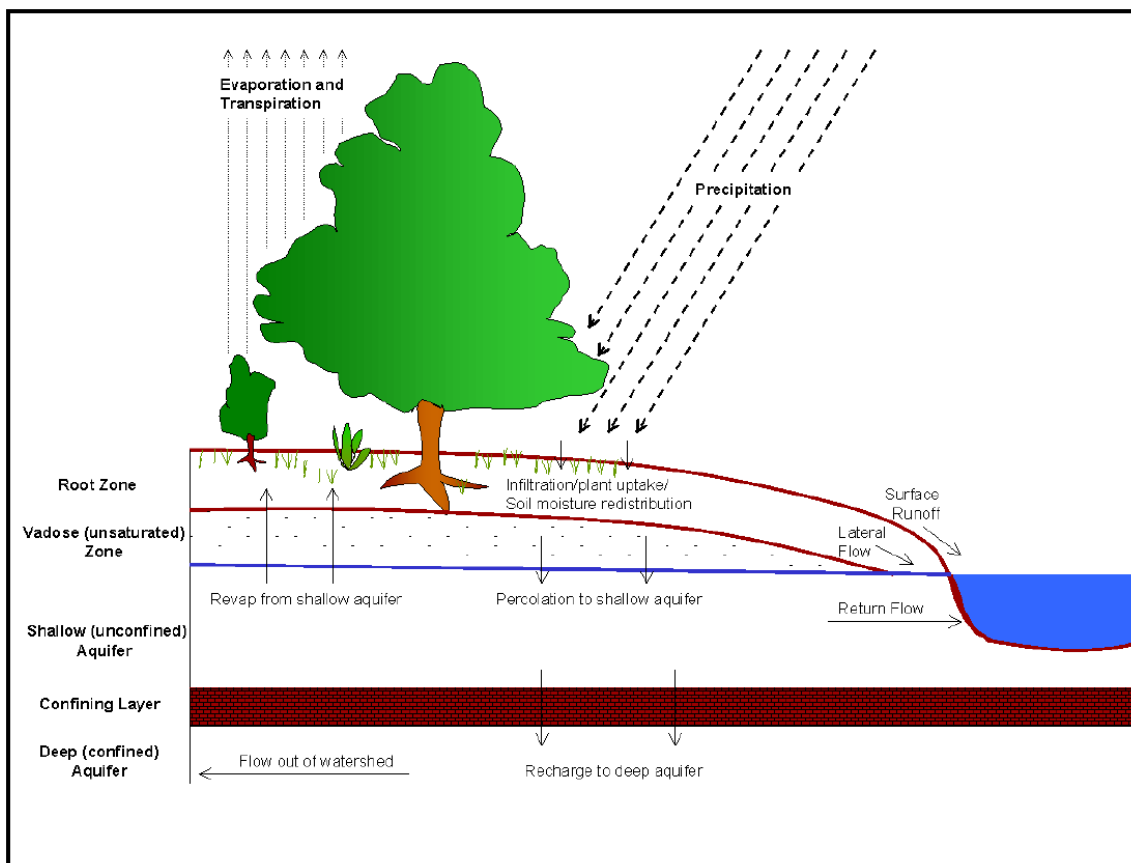 Evaporation and
Transpiration
Precipitation
Root Zone
Infiltration/plant uptake/
Soil moisture redistribution
Surface
Runoff
Vadose (unsaturated)
Zone
Lateral
Flow
Revap from shallow aquifer
Percolation to shallow aquifer
Return Flow
Shallow (unconfined)
Aquifer
Confining Layer
Deep (confined)
Aquifer
Flow out of watershed
Recharge to deep aquifer